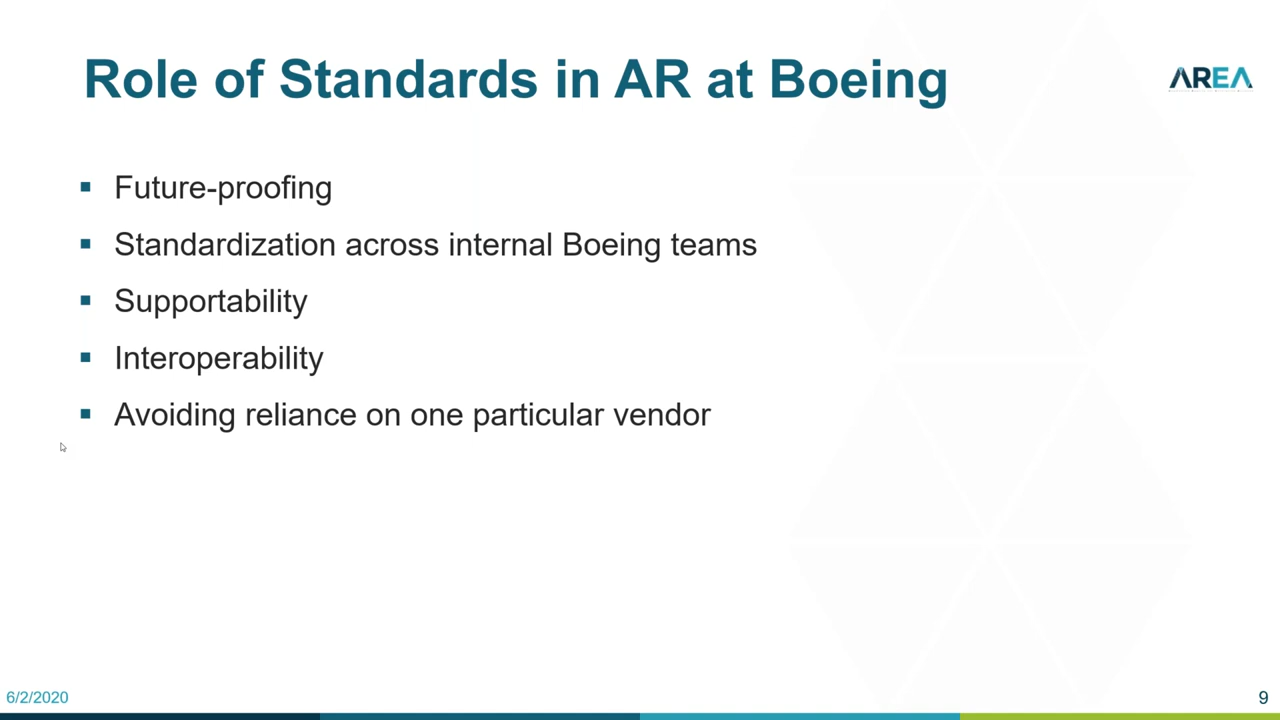 Role of Standards in AR at Boeing
AREA
▪ Future-proofing
▪ Standardization across internal Boeing teams
▪ Supportability
▪ Interoperability
▪ Avoiding reliance on one particular vendor
6/2/2020
9